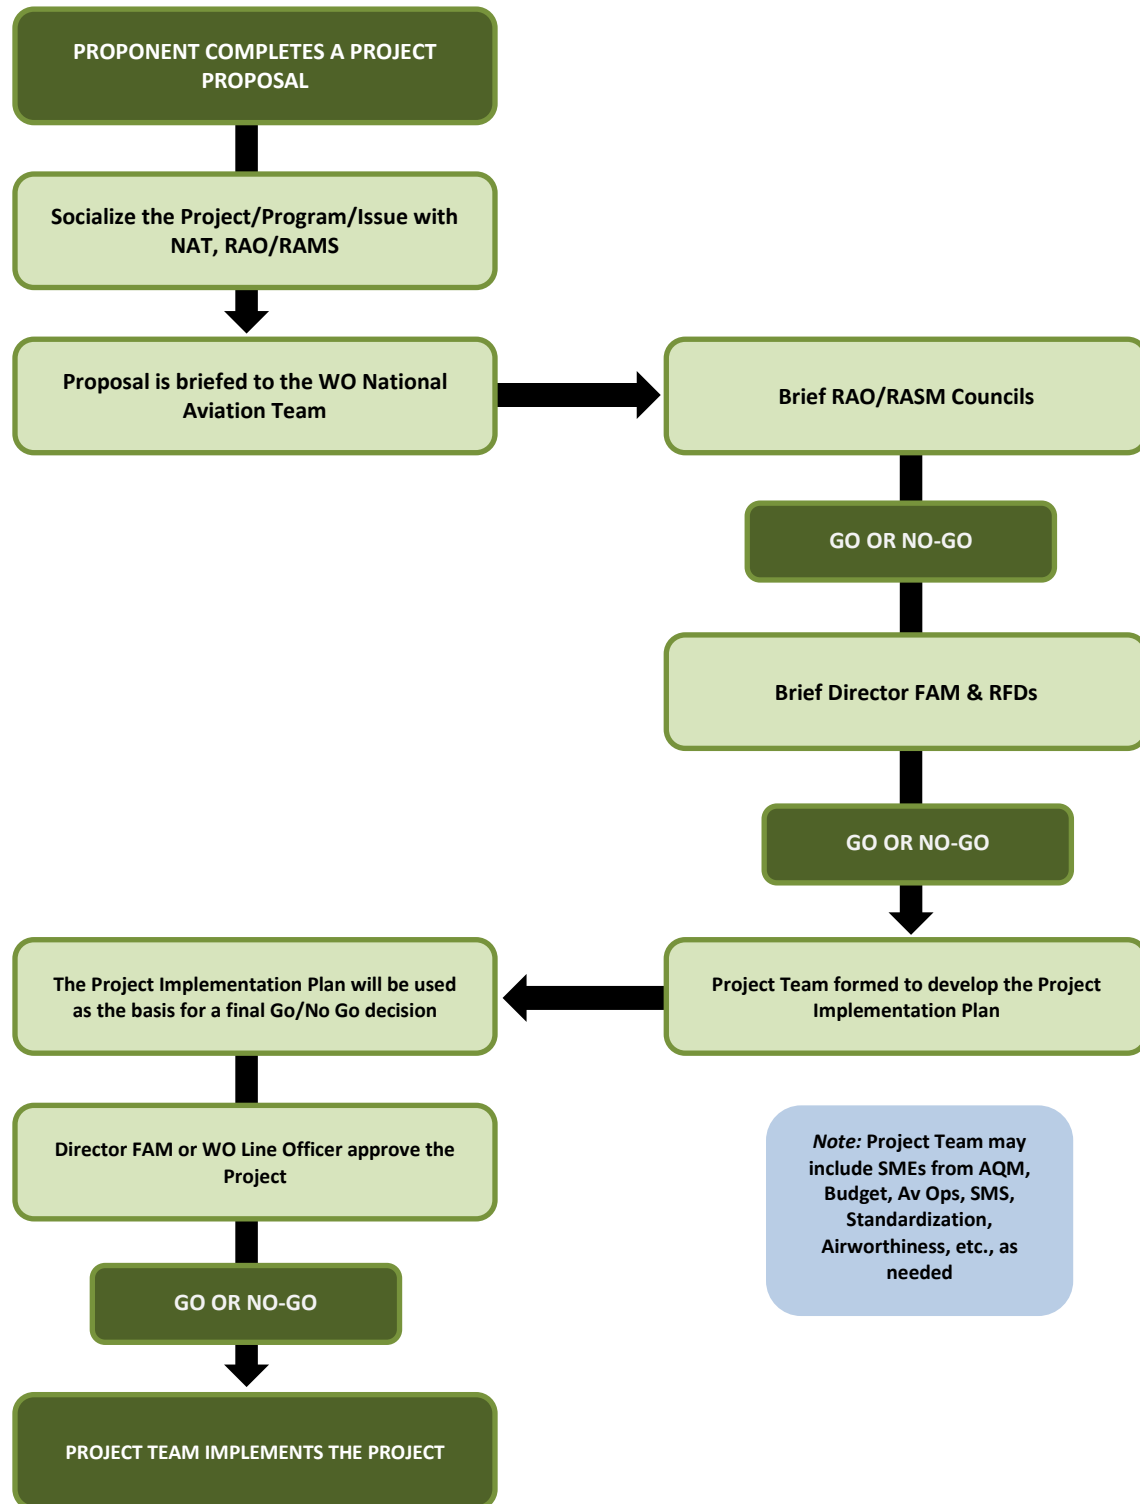 PROPONENT COMPLETES A PROJECT
PROPOSAL
Socialize the Project/Program/Issue with
NAT, RAO/RAMS
Proposal is briefed to the WO National
Aviation Team
Brief RAO/RASM Councils
GO OR NO-GO
Brief Director FAM & RFDs
GO OR NO-GO
Project Team formed to develop the Project
Implementation Plan
The Project Implementation Plan will be used
as the basis for a final Go/No Go decision
Director FAM or WO Line Officer approve the
Project
Note: Project Team may
include SMEs from AQM,
Budget, Av Ops, SMS,
Standardization,
Airworthiness, etc., as
needed
GO OR NO-GO
PROJECT TEAM IMPLEMENTS THE PROJECT